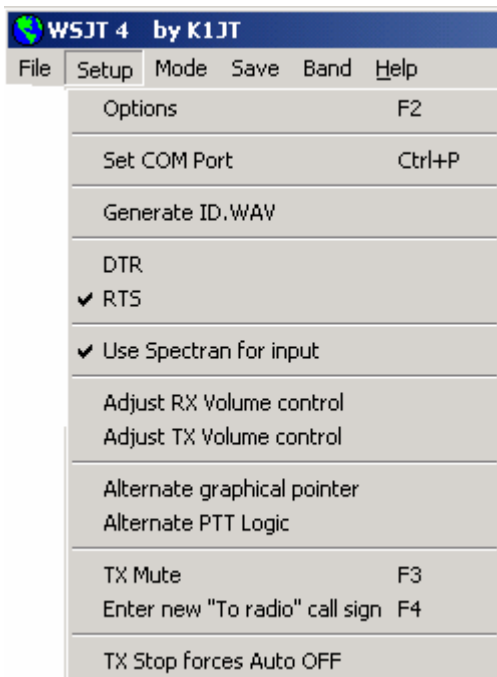 WSJT 4 by K1JT
File Setup Mode Save Band Help
Options F2
Set COM Port Ctrl+P
Generate ID.WAV
DTR
RTS
Use Spectran for input
Adjust RX Volume control
Adjust TX Volume control
Alternate graphical pointer
Alternate PTT Logic
TX Mute F3
Enter new "To radio" call sign F4
TX Stop forces Auto OFF